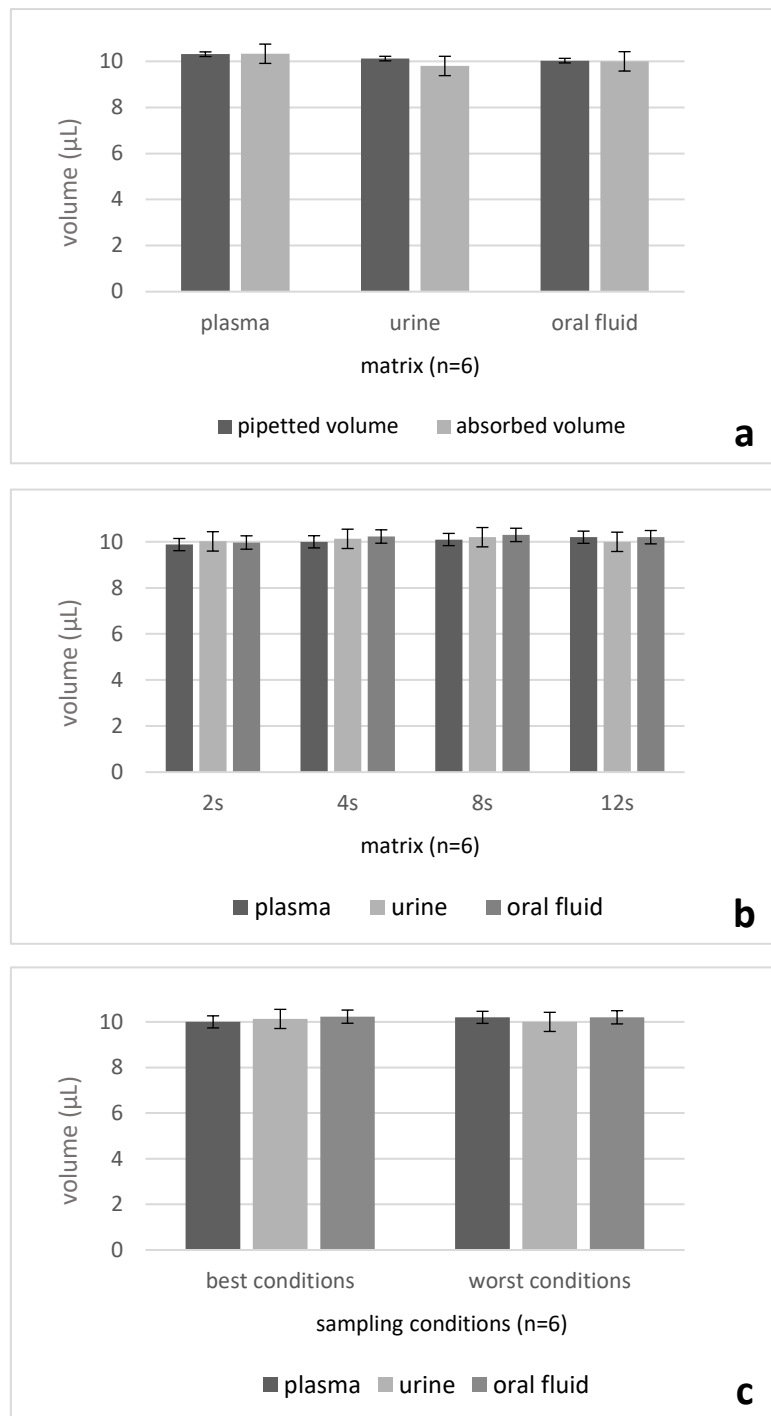 10
8
6
4
2
0
volume (µL)
plasma urine oral fluid
matrix (n=6)
pipetted volume absorbed volume
a
10
8
6
4
2
0
volume (µL)
2s 4s 8s 12s
matrix (n=6)
plasma urine oral fluid
b
10
8
6
4
2
0
volume (µL)
best conditions worst conditions
sampling conditions (n=6)
plasma urine oral fluid
c